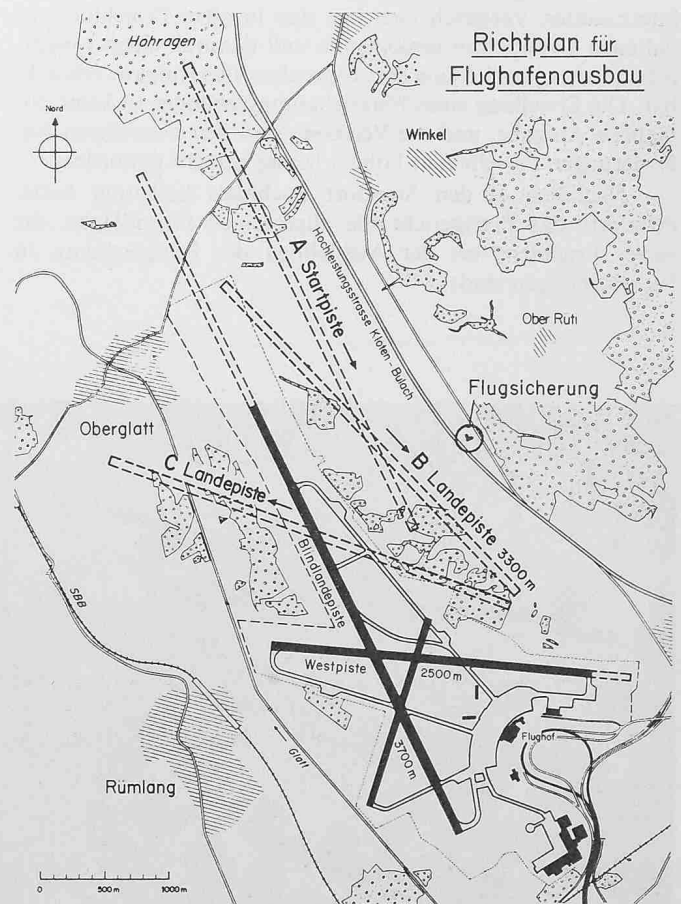 Richtplan für
Flughafenausbau
Höhragen
Nord
Winkel
A Startpiste
Hochleistungsstrasse Kloten - Bülach
Ober Rüti
Flugsicherung
Oberglatt
C Landepiste
B Landepiste 3300 m
Blindlandepiste
SBB
Westpiste
2500 m
Flughof
3700 m
Glatt
Rümlang
0 500 m 1000 m